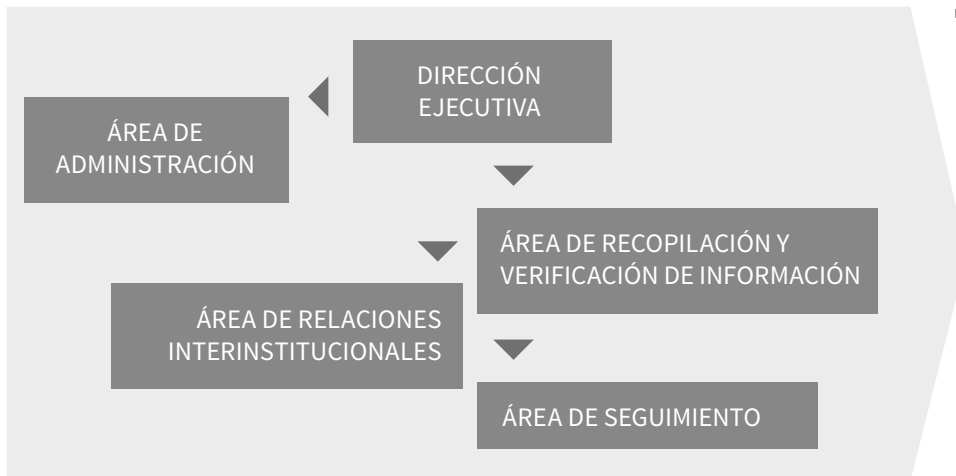 DIRECCIÓN
EJECUTIVA
ÁREA DE
ADMINISTRACIÓN
ÁREA DE RECOPILACIÓN Y
VERIFICACIÓN DE INFORMACIÓN
ÁREA DE RELACIONES
INTERINSTITUCIONALES
ÁREA DE SEGUIMIENTO